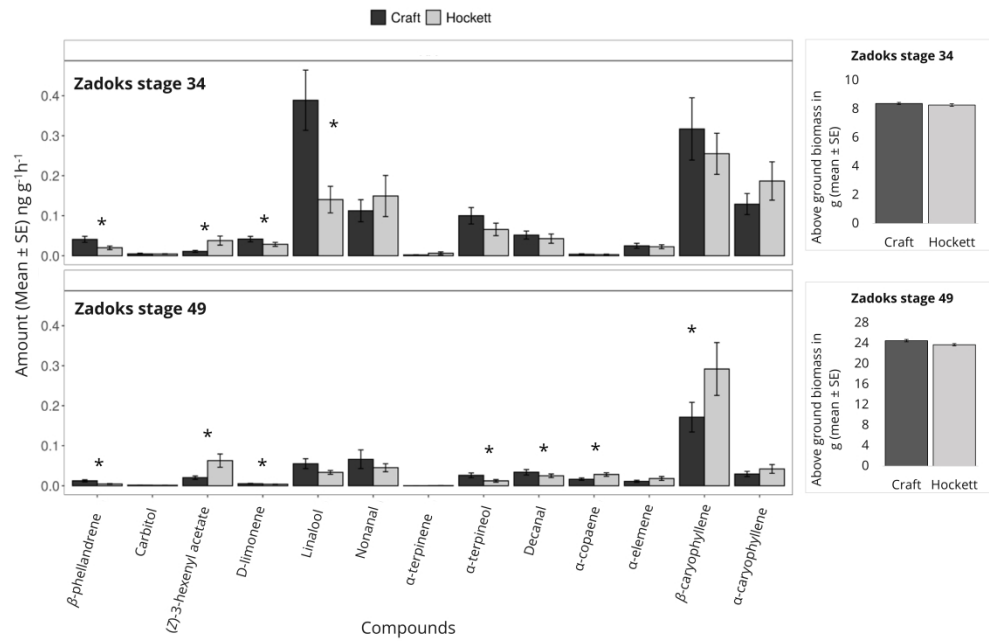 Craft Hockett
Zadoks stage 34
0.4
0.3
0.2
0.1
0.0
*
*
*
*
Zadoks stage 49
0.4
0.3
0.2
0.1
0.0
*
*
*
*
*
*
*
Amount (Mean ± SE) ng g⁻¹h⁻¹
β-phellandrene
Carbitol
(Z)-3-hexenyl acetate
D-limonene
Linalool
Nonanal
α-terpinene
α-terpineol
Decanal
α-copaene
α-elemene
β-caryophyllene
α-caryophyllene
Compounds
Zadoks stage 34
Above ground biomass in
g (mean ± SE)
10
8
6
4
2
0
Craft Hockett
Zadoks stage 49
Above ground biomass in
g (mean ± SE)
28
24
20
16
12
8
4
0
Craft Hockett